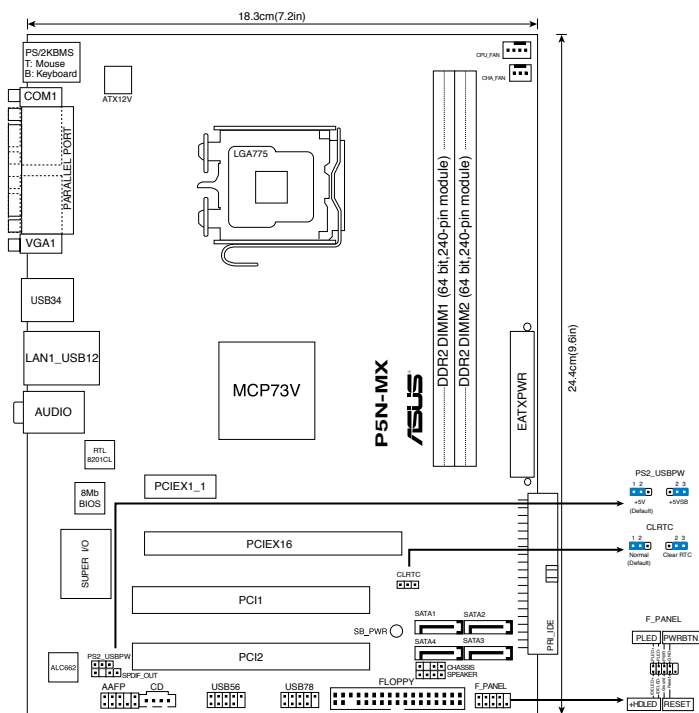 18.3cm(7.2in)
PS/2KBMS
T: Mouse
B: Keyboard
CPU_FAN
CHA_FAN
ATX12V
COM1
PARALLEL PORT
VGA1
LGA775
DDR2 DIMM1 (64 bit,240-pin module)
DDR2 DIMM2 (64 bit,240-pin module)
24.4cm(9.6in)
USB34
LAN1_USB12
AUDIO
MCP73V
P5N-MX
ASUS
EATXPWR
RTL
8201CL
8Mb
BIOS
SUPER I/O
PCIEX1_1
PCIEX16
PCI1
PCI2
CLRTC
SB_PWR
SATA1
SATA2
SATA4
SATA3
PRI_IDE
PS2_USBPW
1 2
2 3
+5V
(Default)
+5VSB
CLRTC
1 2
2 3
Normal
(Default)
Clear RTC
ALC662
PS2_USBPW
SPDIF_OUT
AAFP
CD
USB56
USB78
FLOPPY
CHASSIS
SPEAKER
F_PANEL
F_PANEL
PLED
PWRBTN
+HDLED
RESET